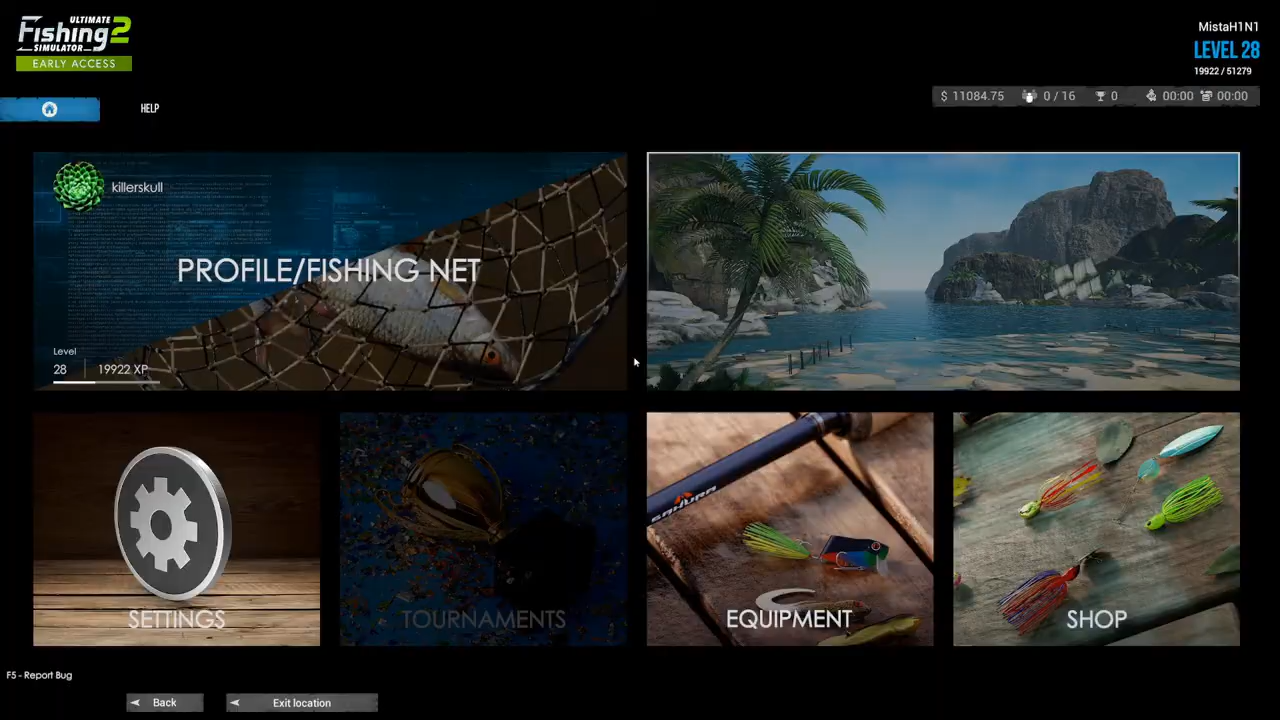 ULTIMATE
Fishing 2
SIMULATOR
EARLY ACCESS
MistaH1N1
LEVEL 28
19922 / 51279
$ 11084.75 0 / 16 0 00:00 00:00
HELP
killerskull
PROFILE/FISHING NET
Level
28 19922 XP
SAKURA
SETTINGS
TOURNAMENTS
EQUIPMENT
SHOP
F5 - Report Bug
Back
Exit location